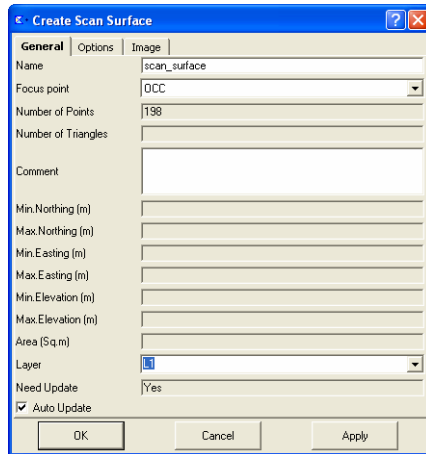 Create Scan Surface
General Options Image
Name scan_surface
Focus point OCC
Number of Points 198
Number of Triangles
Comment
Min.Northing (m)
Max.Northing (m)
Min.Easting (m)
Max.Easting (m)
Min.Elevation (m)
Max.Elevation (m)
Area (Sq.m)
Layer L1
Need Update Yes
Auto Update
OK Cancel Apply